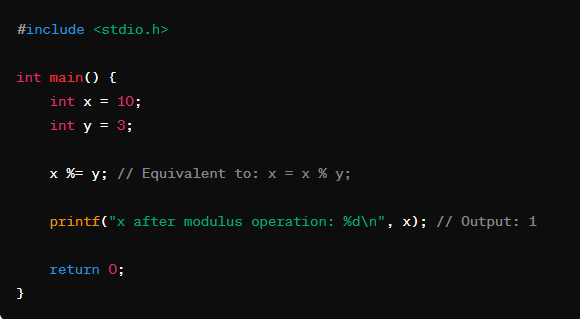 #include <stdio.h>
int main() {
int x = 10;
int y = 3;
x %= y; // Equivalent to: x = x % y;
printf("x after modulus operation: %d\n", x); // Output: 1
return 0;
}